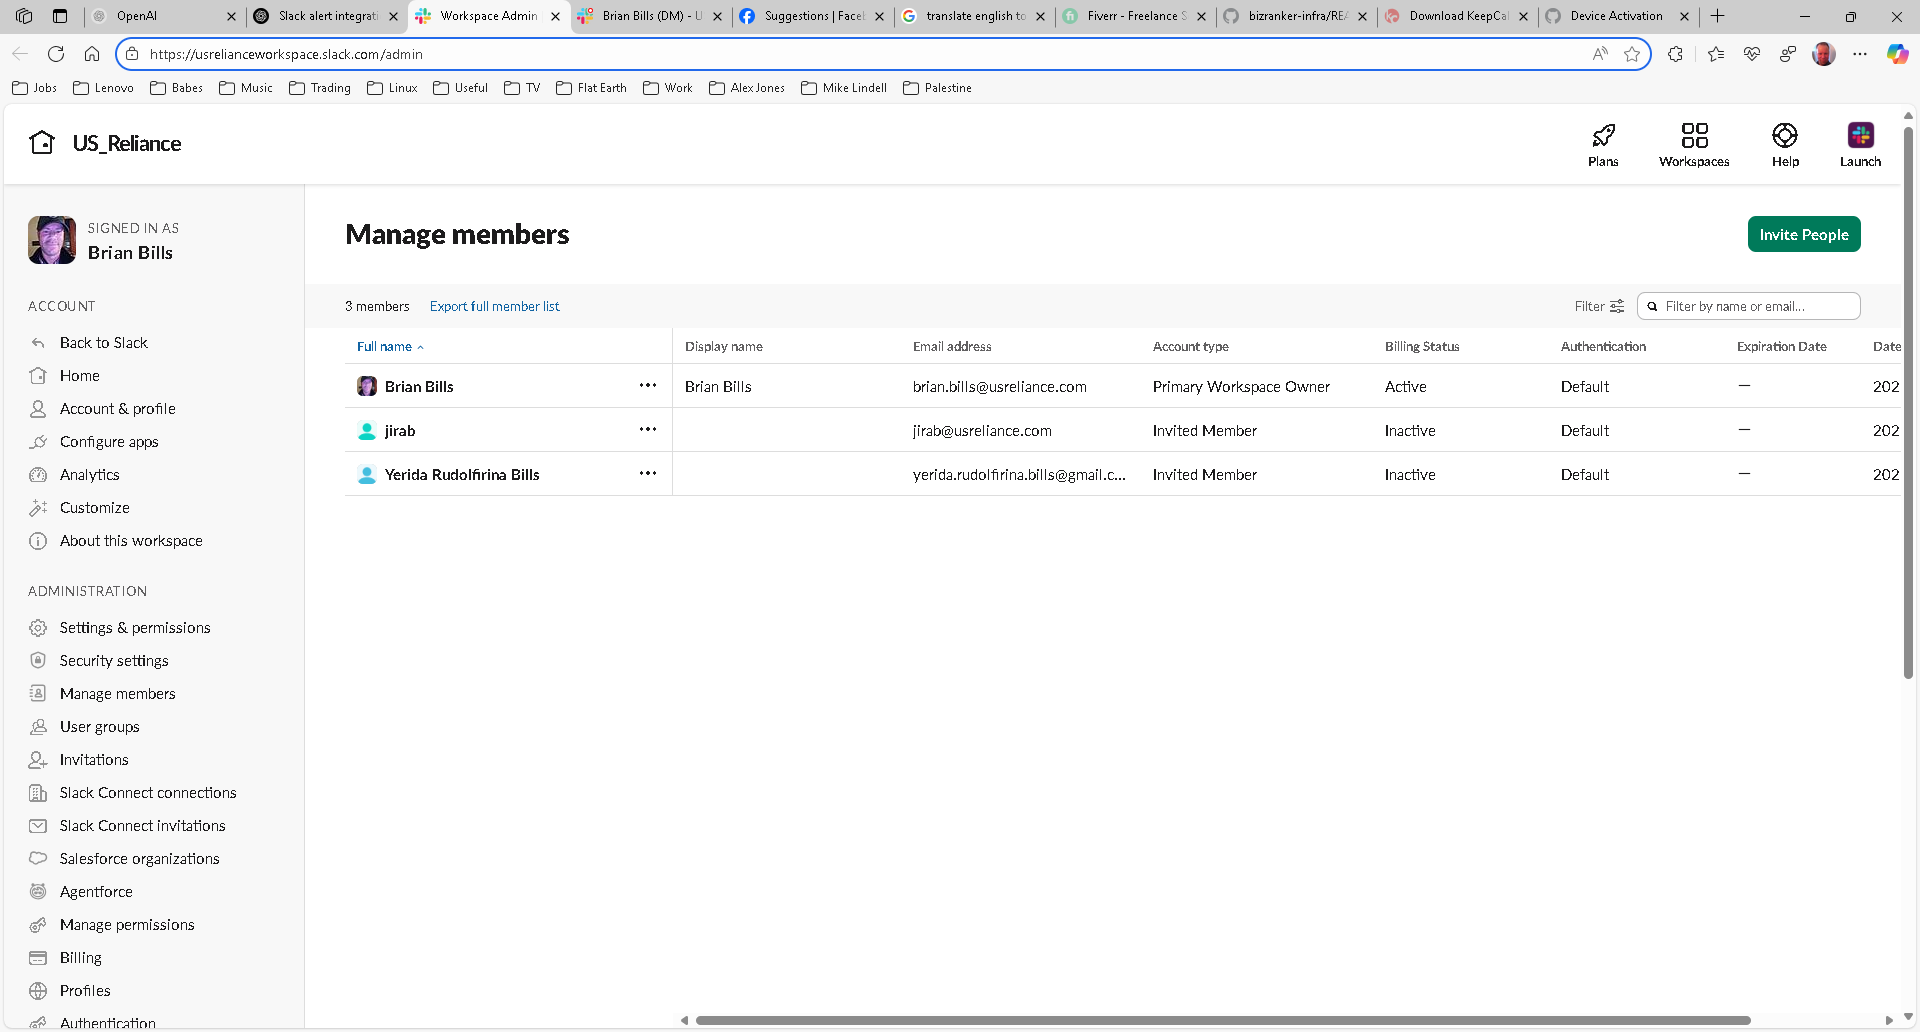 OpenAI
Slack alert integrati
Workspace Admin
Brian Bills (DM) - U
Suggestions | Faceb
translate english to
Fiverr - Freelance S
bizranker-infra/REA
Download KeepCal
Device Activation
https://usrelianceworkspace.slack.com/admin
Jobs
Lenovo
Babes
Music
Trading
Linux
Useful
TV
Flat Earth
Work
Alex Jones
Mike Lindell
Palestine
US_Reliance
Plans
Workspaces
Help
Launch
SIGNED IN AS
Brian Bills
ACCOUNT
Back to Slack
Home
Account & profile
Configure apps
Analytics
Customize
About this workspace
ADMINISTRATION
Settings & permissions
Security settings
Manage members
User groups
Invitations
Slack Connect connections
Slack Connect invitations
Salesforce organizations
Agentforce
Manage permissions
Billing
Profiles
Authentication
Manage members
Invite People
3 members Export full member list
Filter
Filter by name or email...
Full name Display name Email address Account type Billing Status Authentication Expiration Date Date
Brian Bills ••• Brian Bills brian.bills@usreliance.com Primary Workspace Owner Active Default — 202
jirab ••• jirab@usreliance.com Invited Member Inactive Default — 202
Yerida Rudolfirina Bills ••• yerida.rudolfirina.bills@gmail.c... Invited Member Inactive Default — 202